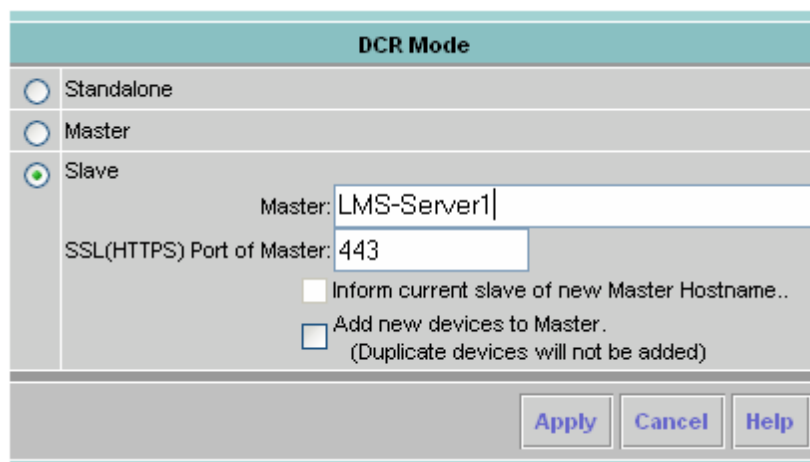 DCR Mode
Standalone
Master
Slave
Master: LMS-Server1
SSL(HTTPS) Port of Master: 443
Inform current slave of new Master Hostname..
Add new devices to Master.
(Duplicate devices will not be added)
Apply Cancel Help